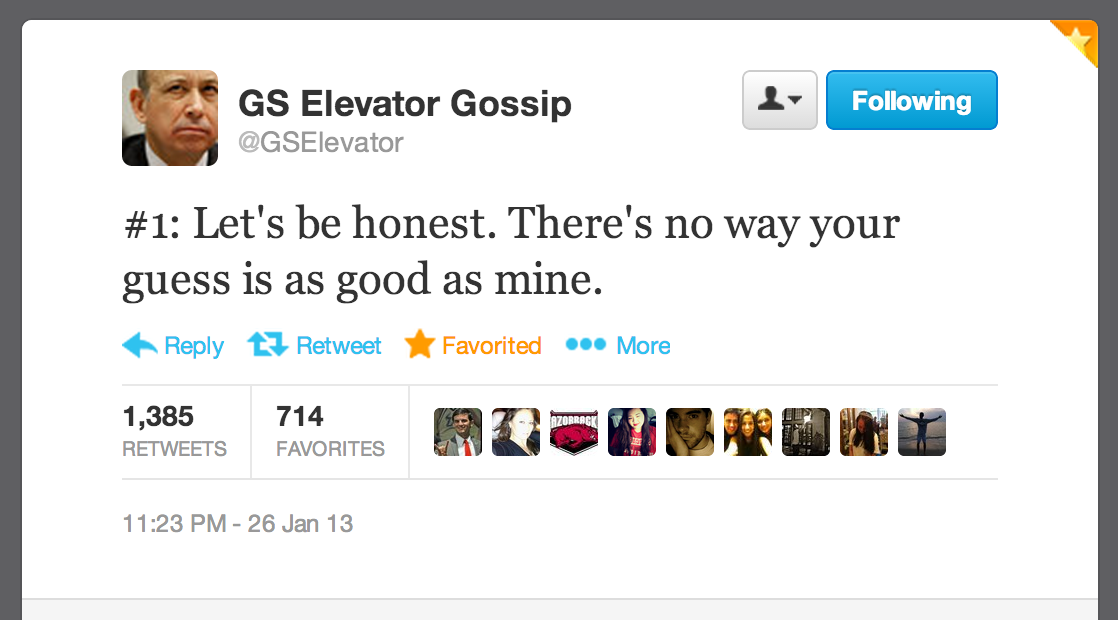 GS Elevator Gossip
@GSElevator
Following
#1: Let's be honest. There's no way your
guess is as good as mine.
Reply Retweet Favorited More
1,385 714
RETWEETS FAVORITES
RAZORBACK
11:23 PM - 26 Jan 13